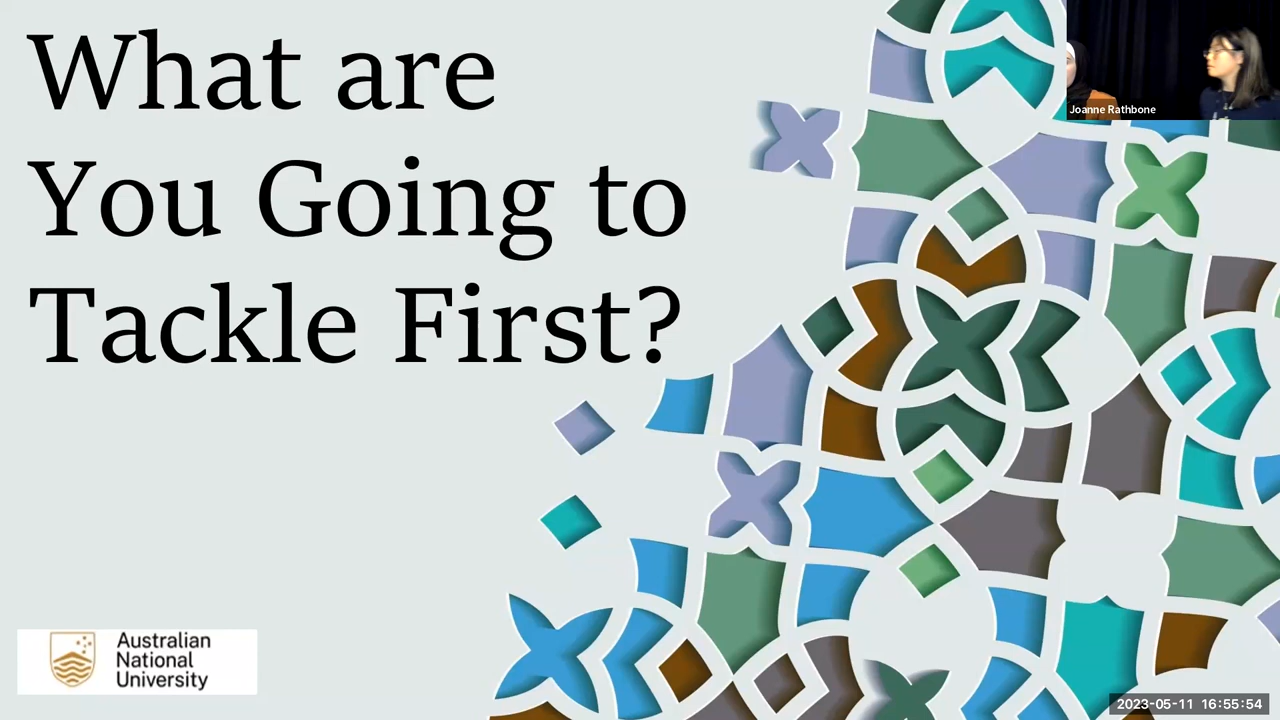 What are
You Going to
Tackle First?
Joanne Rathbone
Australian
National
University
2023-05-11 16:55:54